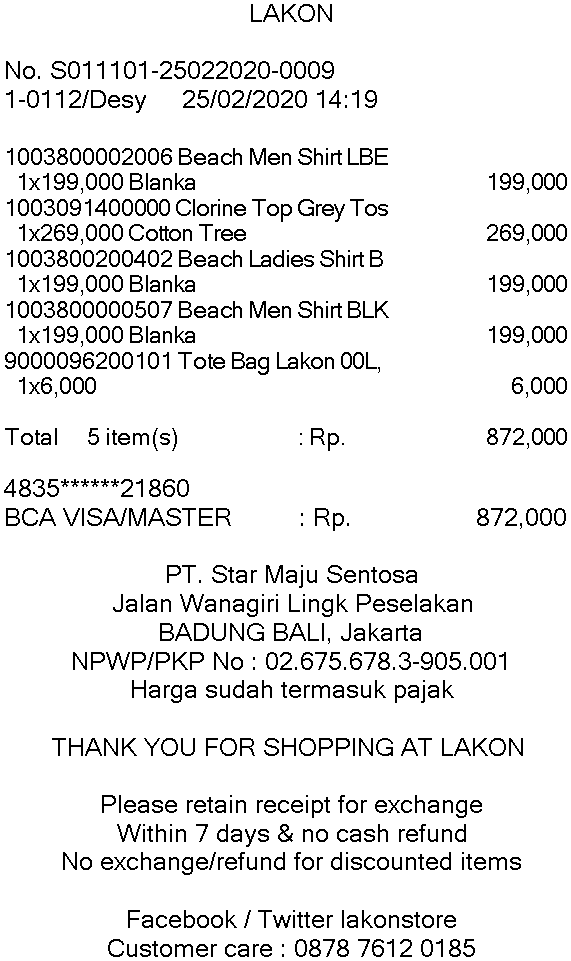 LAKON
No. S011101-25022020-0009
1-0112/Desy 25/02/2020 14:19
1003800002006 Beach Men Shirt LBE
1x199,000 Blanka 199,000
1003091400000 Clorine Top Grey Tos
1x269,000 Cotton Tree 269,000
1003800200402 Beach Ladies Shirt B
1x199,000 Blanka 199,000
1003800000507 Beach Men Shirt BLK
1x199,000 Blanka 199,000
9000096200101 Tote Bag Lakon 00L,
1x6,000 6,000
Total 5 item(s) : Rp. 872,000
4835******21860
BCA VISA/MASTER : Rp. 872,000
PT. Star Maju Sentosa
Jalan Wanagiri Lingk Peselakan
BADUNG BALI, Jakarta
NPWP/PKP No : 02.675.678.3-905.001
Harga sudah termasuk pajak
THANK YOU FOR SHOPPING AT LAKON
Please retain receipt for exchange
Within 7 days & no cash refund
No exchange/refund for discounted items
Facebook / Twitter lakonstore
Customer care : 0878 7612 0185